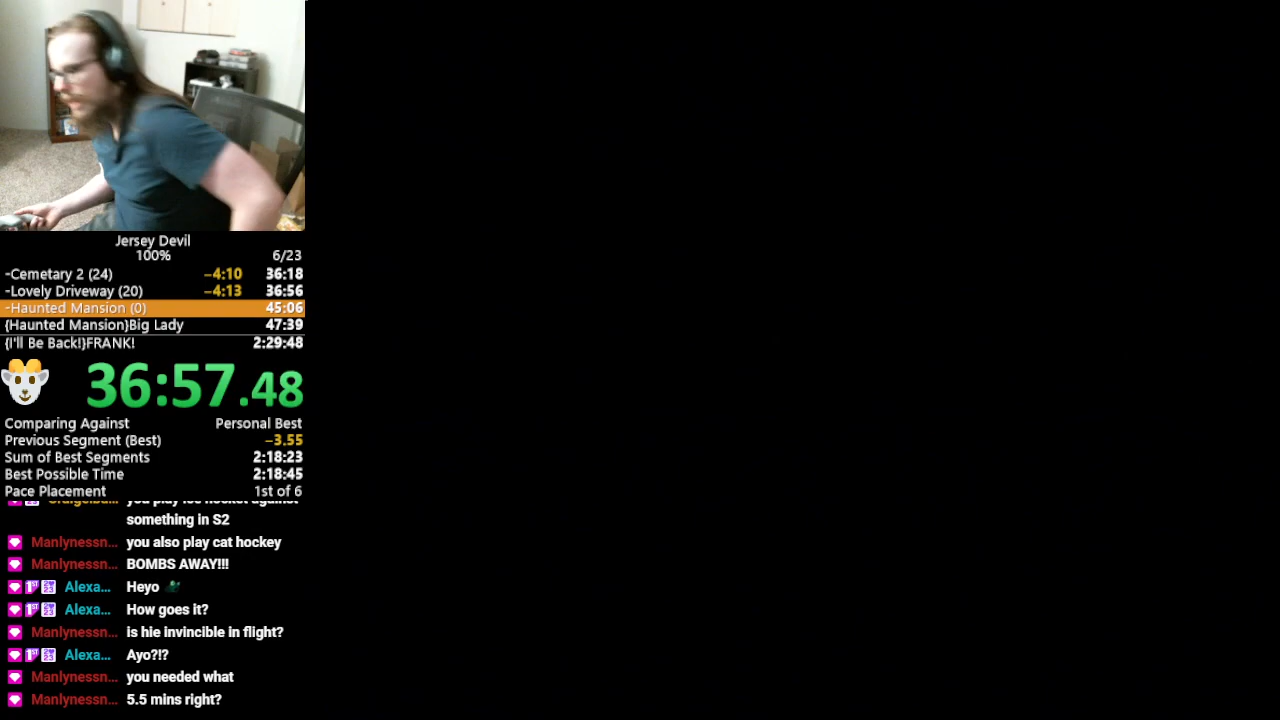 Jersey Devil
100% 6/23
-Cemetary 2 (24) −4:10 36:18
-Lovely Driveway (20) −4:13 36:56
-Haunted Mansion (0) 45:06
{Haunted Mansion}Big Lady 47:39
{I'll Be Back!}FRANK! 2:29:48
36:57.48
Comparing Against Personal Best
Previous Segment (Best) −3.55
Sum of Best Segments 2:18:23
Best Possible Time 2:18:45
Pace Placement 1st of 6
you play ice hocket against
something in S2
Manlynessn... you also play cat hockey
Manlynessn... BOMBS AWAY!!!
Alexa... Heyo
Alexa... How goes it?
Manlynessn... is hie invincible in flight?
Alexa... Ayo?!?
Manlynessn... you needed what
Manlynessn... 5.5 mins right?